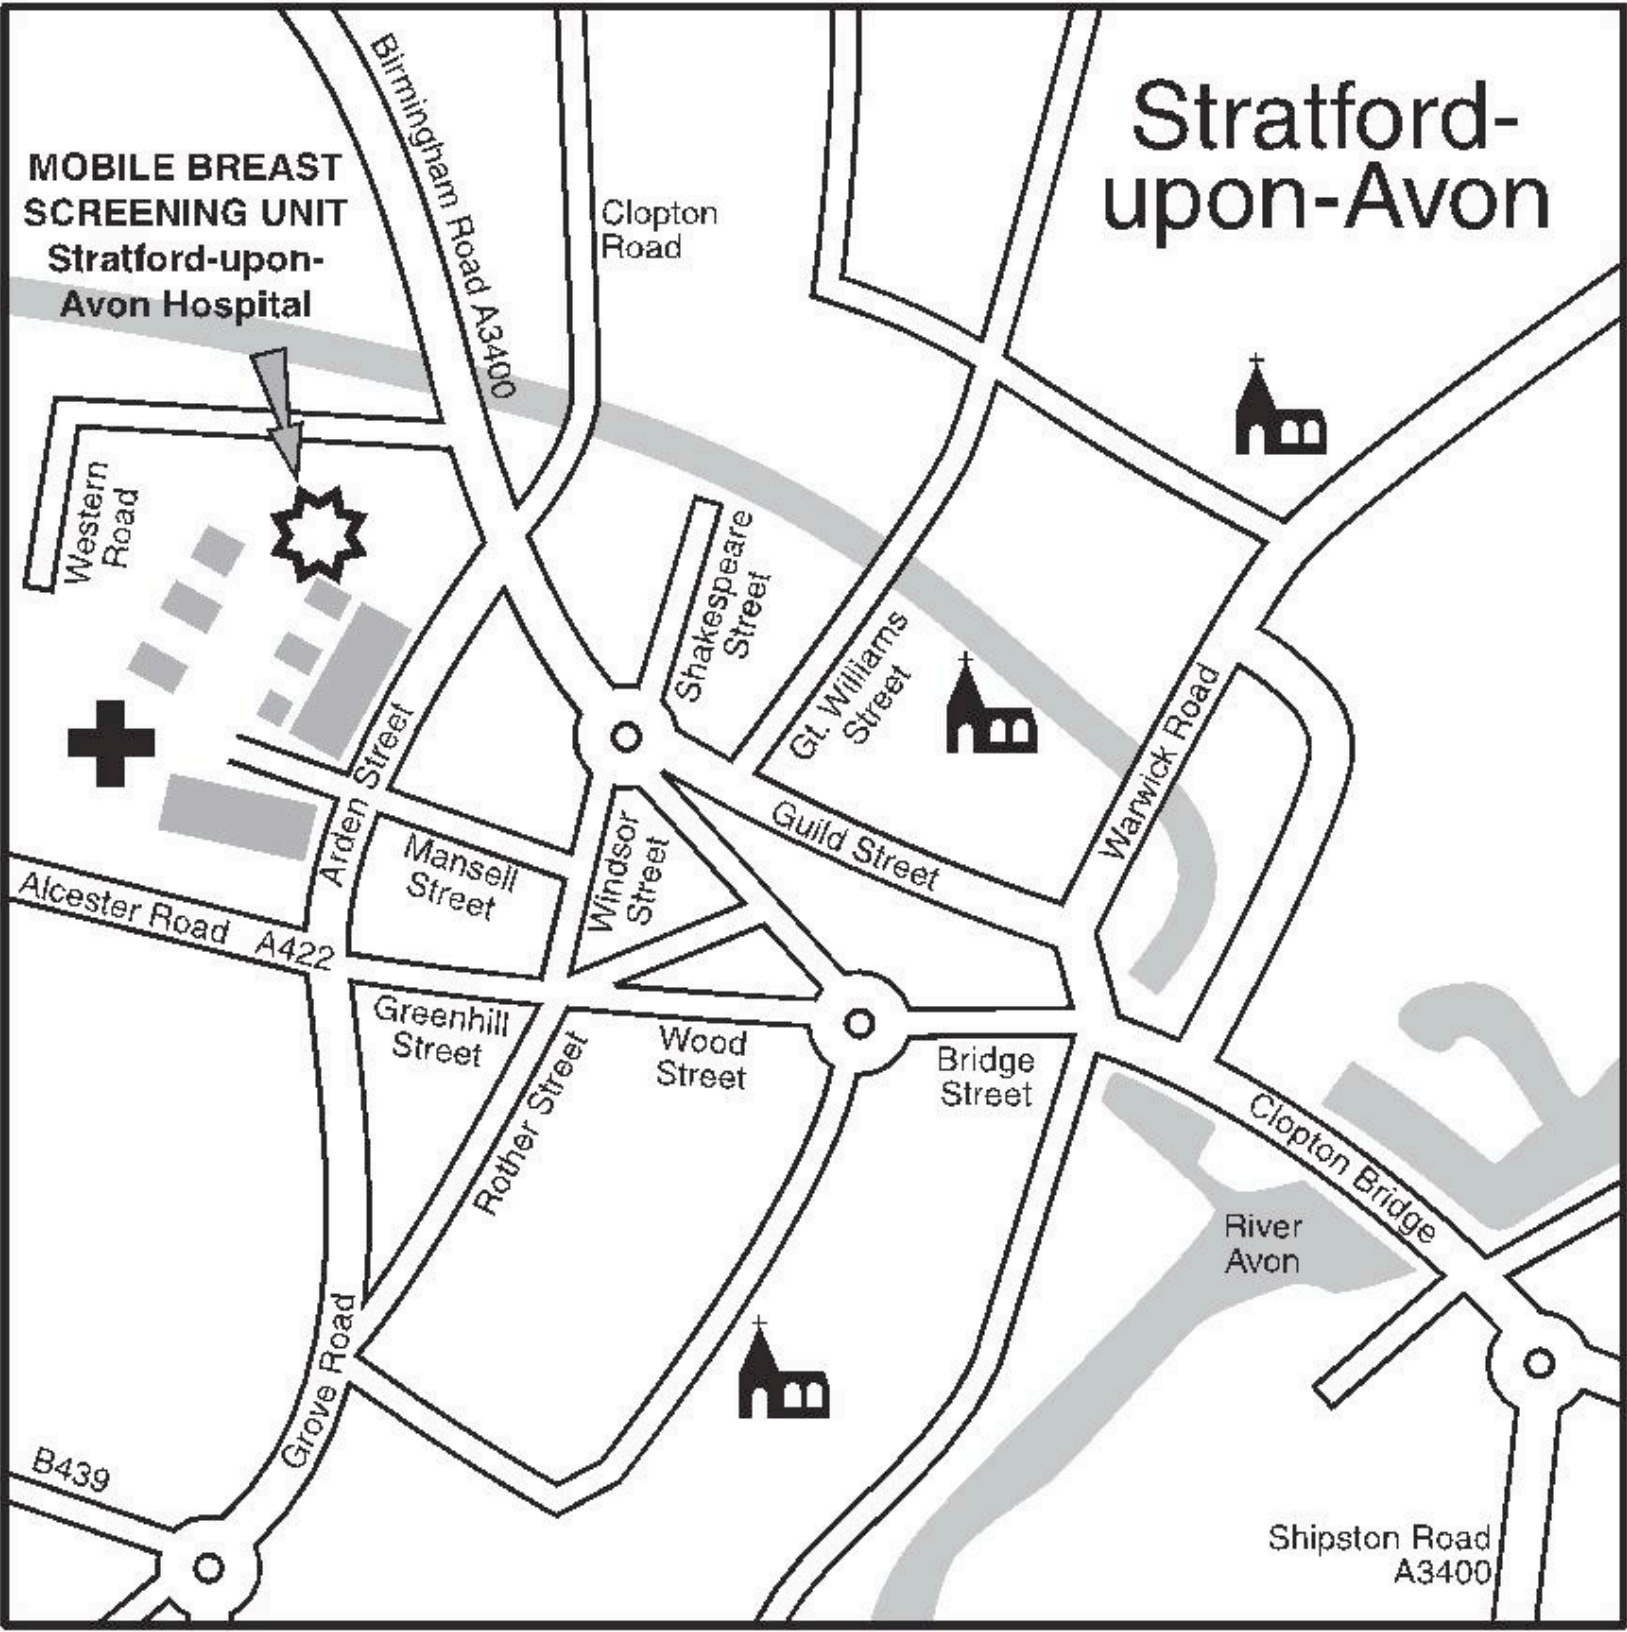 Stratford-
upon-Avon
MOBILE BREAST
SCREENING UNIT
Stratford-upon-
Avon Hospital
Birmingham Road A3400
Clopton
Road
Western
Road
Shakespeare
Street
Gt. Williams
Street
Warwick Road
Arden Street
Guild Street
Mansell
Street
Windsor
Street
Alcester Road A422
Greenhill
Street
Wood
Street
Bridge
Street
Rother Street
Clopton Bridge
River
Avon
Grove Road
B439
Shipston Road
A3400